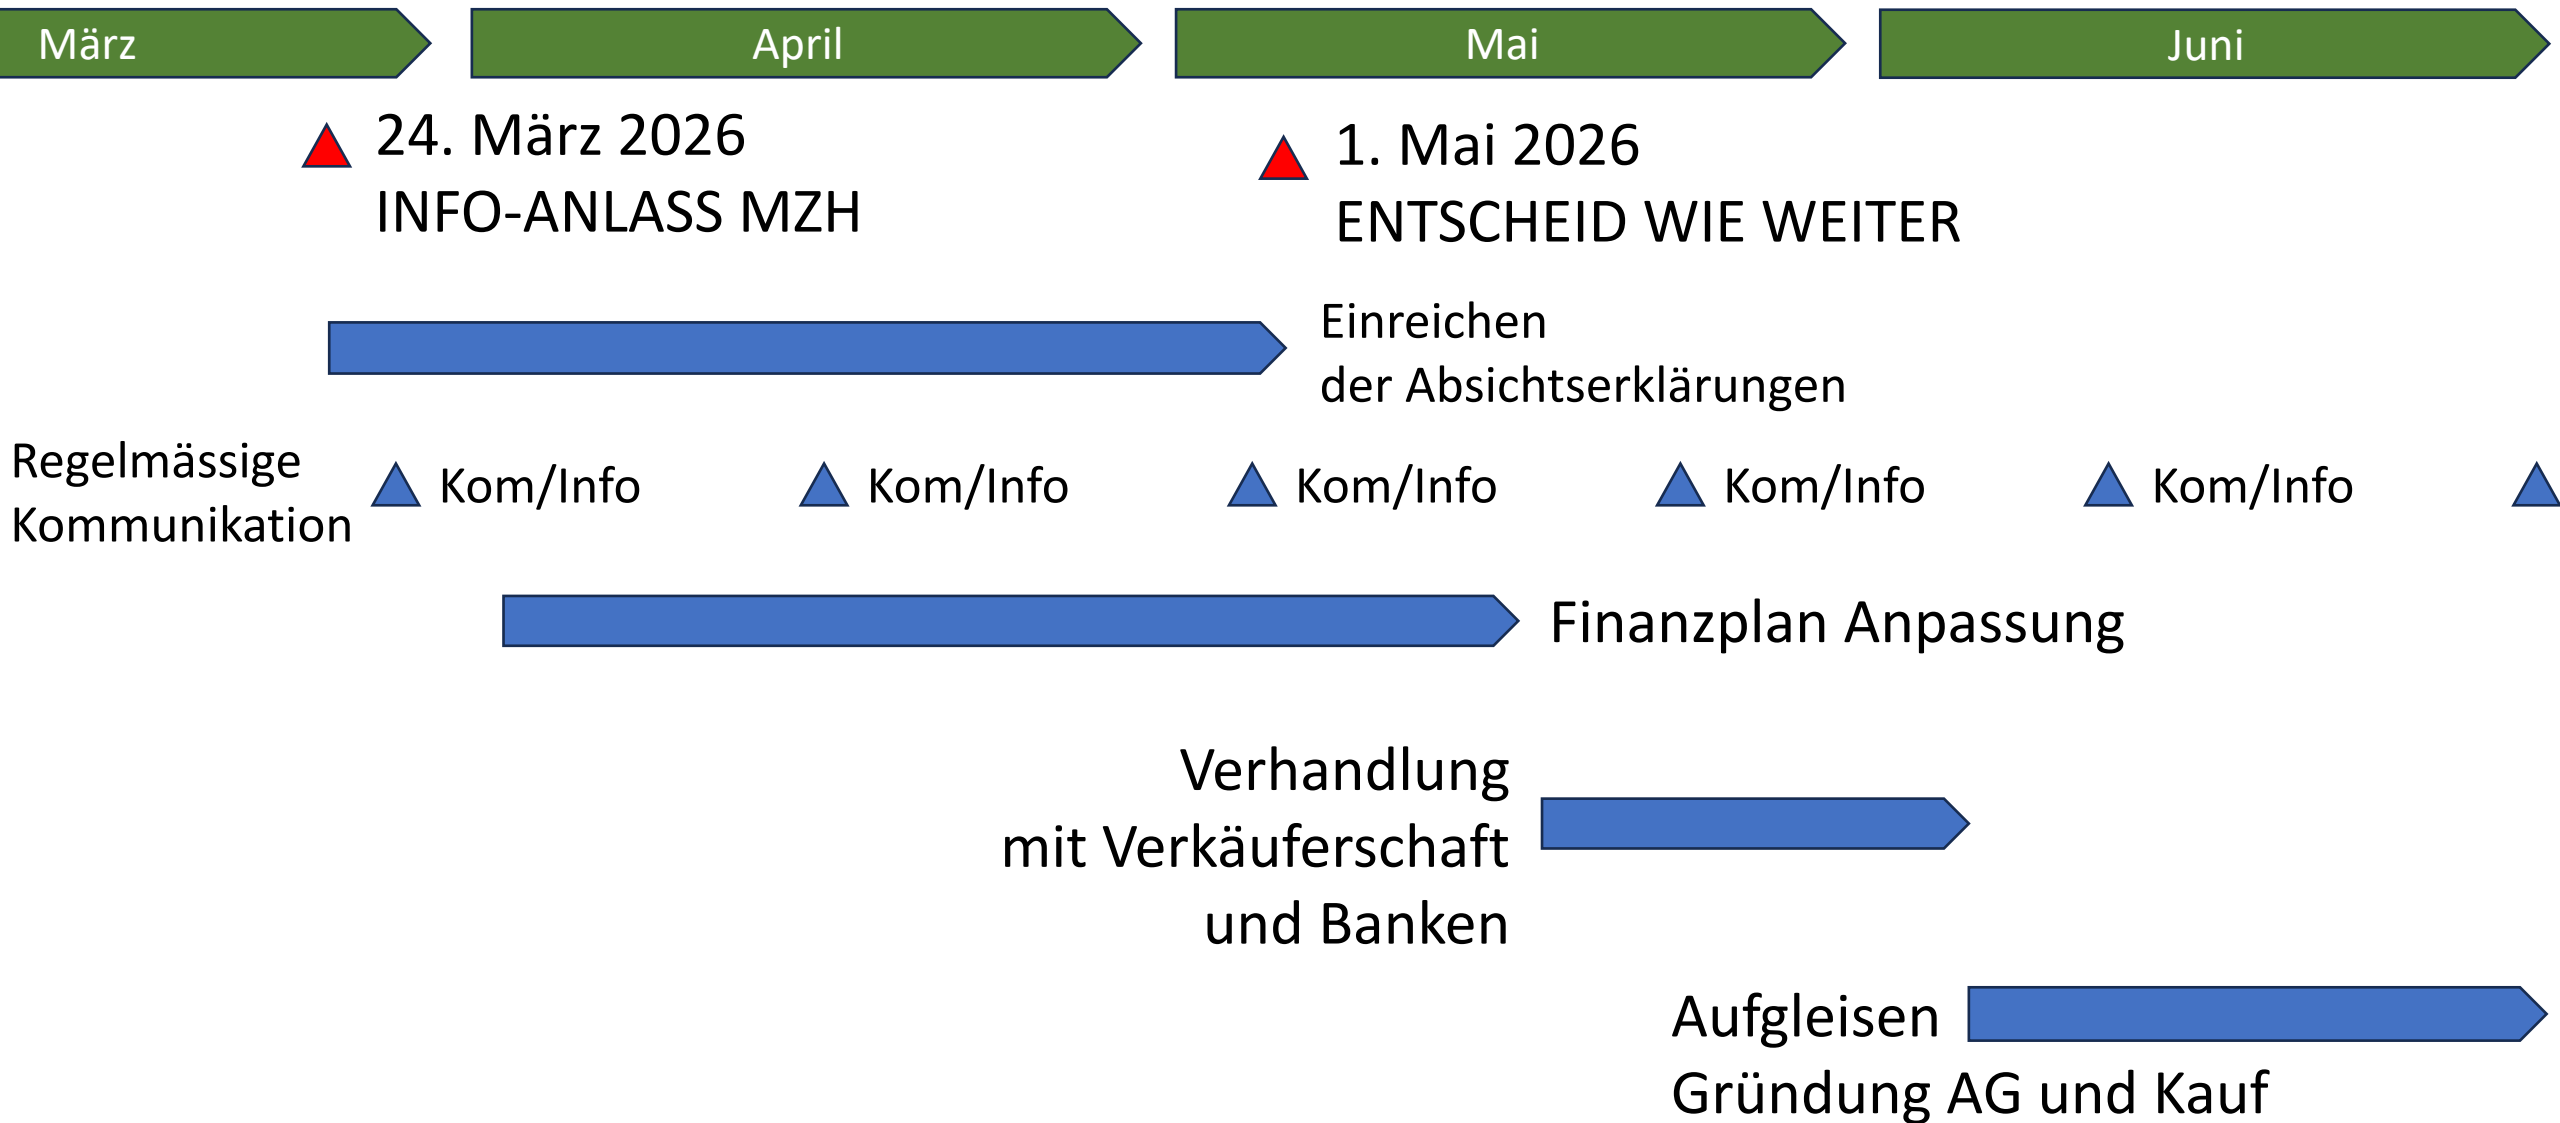 März
April
Mai
Juni
24. März 2026
INFO-ANLASS MZH
1. Mai 2026
ENTSCHEID WIE WEITER
Einreichen
der Absichtserklärungen
Regelmässige
Kommunikation
Kom/Info
Kom/Info
Kom/Info
Kom/Info
Kom/Info
Finanzplan Anpassung
Verhandlung
mit Verkäuferschaft
und Banken
Aufgleisen
Gründung AG und Kauf